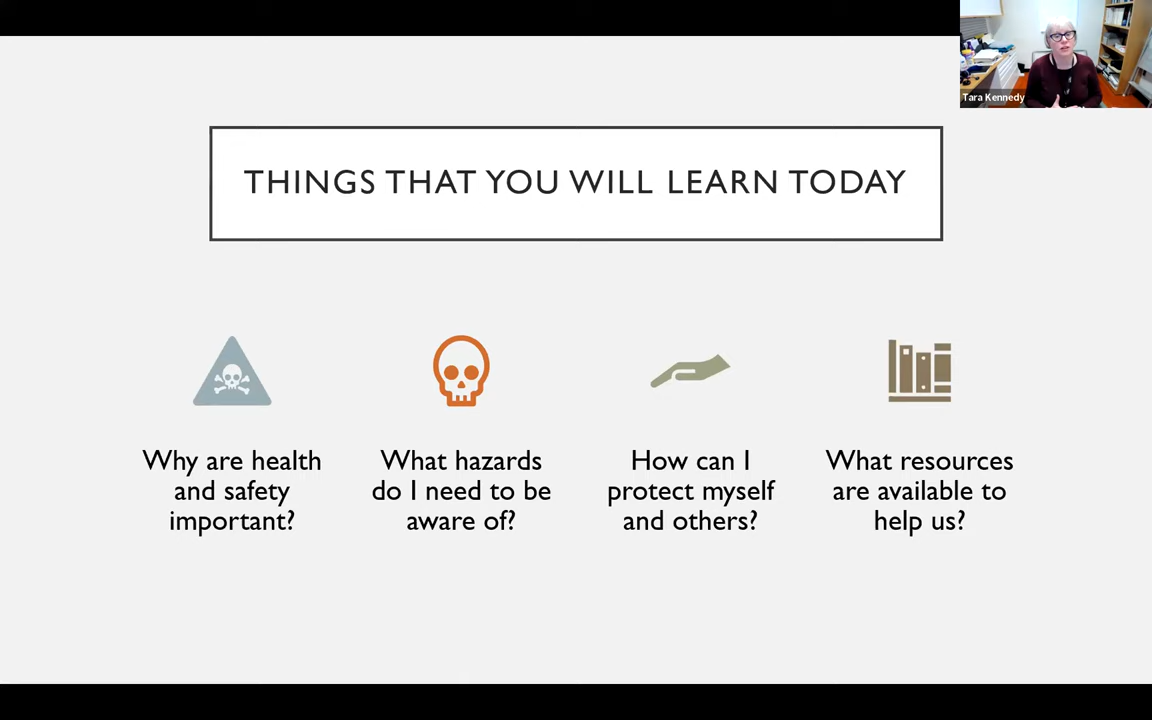 Tara Kennedy
THINGS THAT YOU WILL LEARN TODAY
Why are health
and safety
important?
What hazards
do I need to be
aware of?
How can I
protect myself
and others?
What resources
are available to
help us?